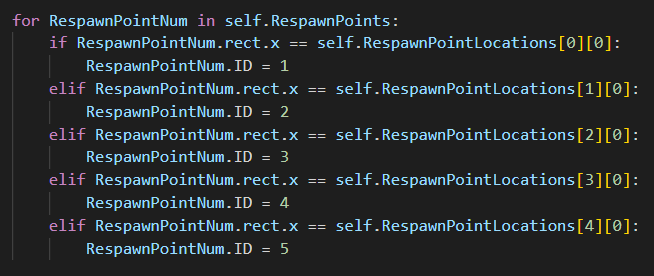 for RespawnPointNum in self.RespawnPoints:
    if RespawnPointNum.rect.x == self.RespawnPointLocations[0][0]:
        RespawnPointNum.ID = 1
    elif RespawnPointNum.rect.x == self.RespawnPointLocations[1][0]:
        RespawnPointNum.ID = 2
    elif RespawnPointNum.rect.x == self.RespawnPointLocations[2][0]:
        RespawnPointNum.ID = 3
    elif RespawnPointNum.rect.x == self.RespawnPointLocations[3][0]:
        RespawnPointNum.ID = 4
    elif RespawnPointNum.rect.x == self.RespawnPointLocations[4][0]:
        RespawnPointNum.ID = 5